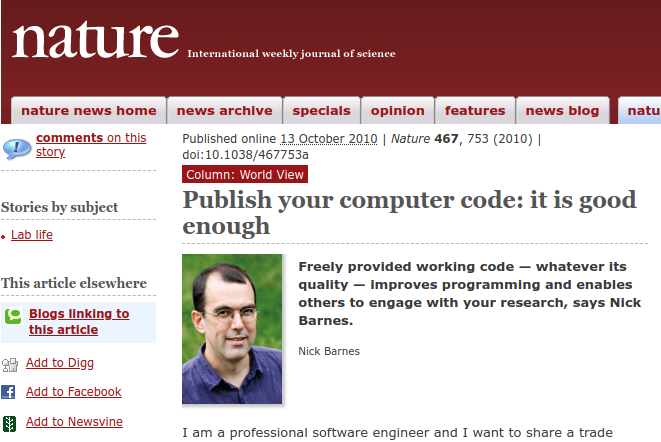 nature International weekly journal of science
nature news home news archive specials opinion features news blog natu
comments on this
story
Stories by subject
Lab life
This article elsewhere
Blogs linking to
this article
Add to Digg
Add to Facebook
Add to Newsvine
Published online 13 October 2010 | Nature 467, 753 (2010) |
doi:10.1038/467753a
Column: World View
Publish your computer code: it is good
enough
Freely provided working code — whatever its
quality — improves programming and enables
others to engage with your research, says Nick
Barnes.
Nick Barnes
I am a professional software engineer and I want to share a trade